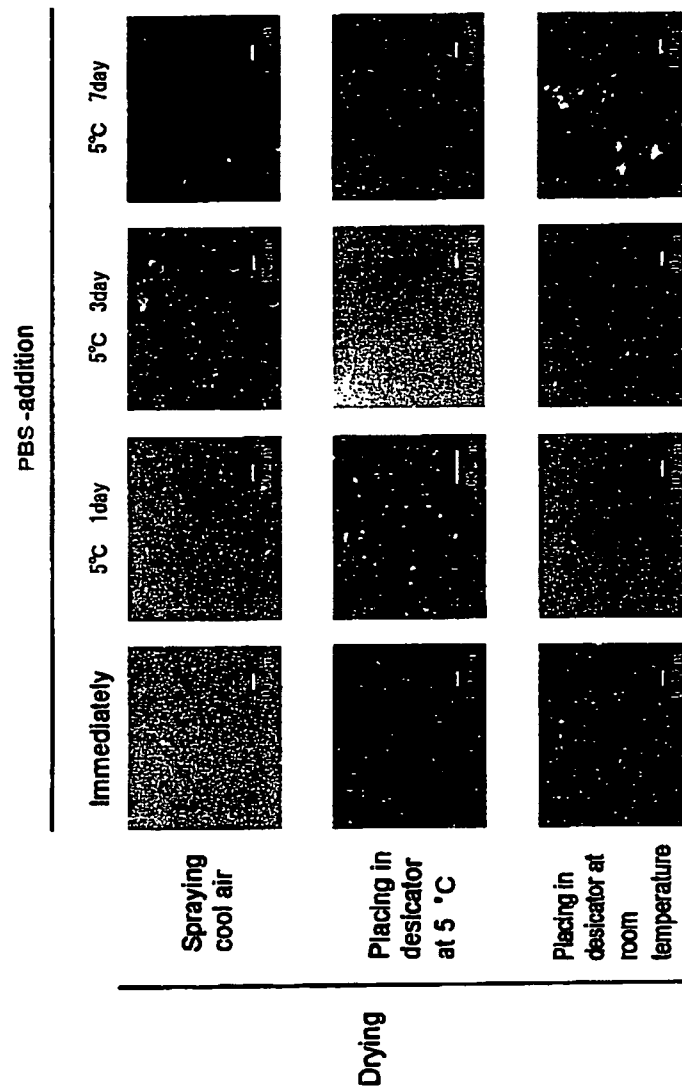 PBS -addition
Immediately
5°C 1day
5°C 3day
5°C 7day
Drying
Spraying
cool air
Placing in
desicator
at 5 °C
Placing in
desicator at
room
temperature